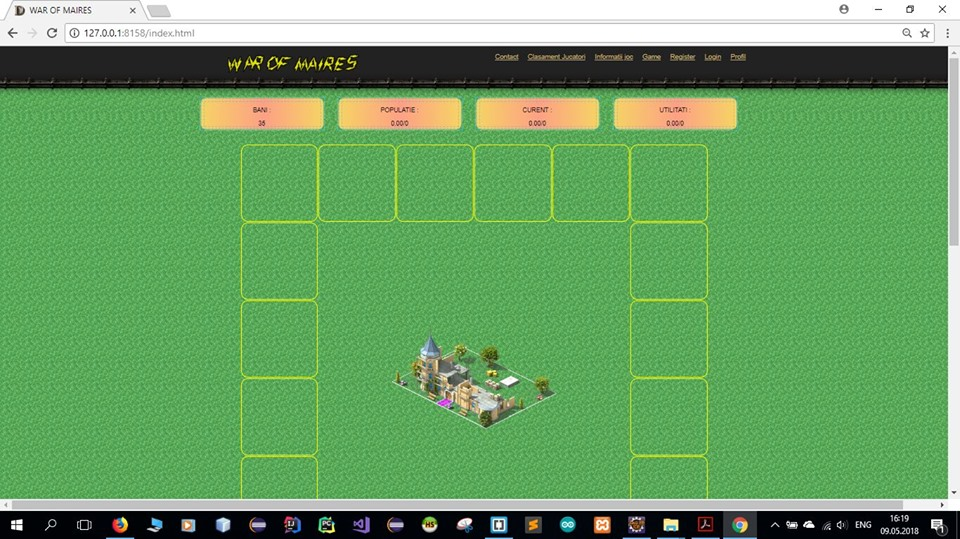 WAR OF MAIRES
127.0.0.1:8158/index.html
WAR OF MAIRES
Contact Clasament Jucatori Informatii joc Game Register Login Profil
BANI : POPULATIE : CURENT : UTILITATI :
35 0.00/0 0.00/0 0.00/0
ENG 16:19
09.05.2018